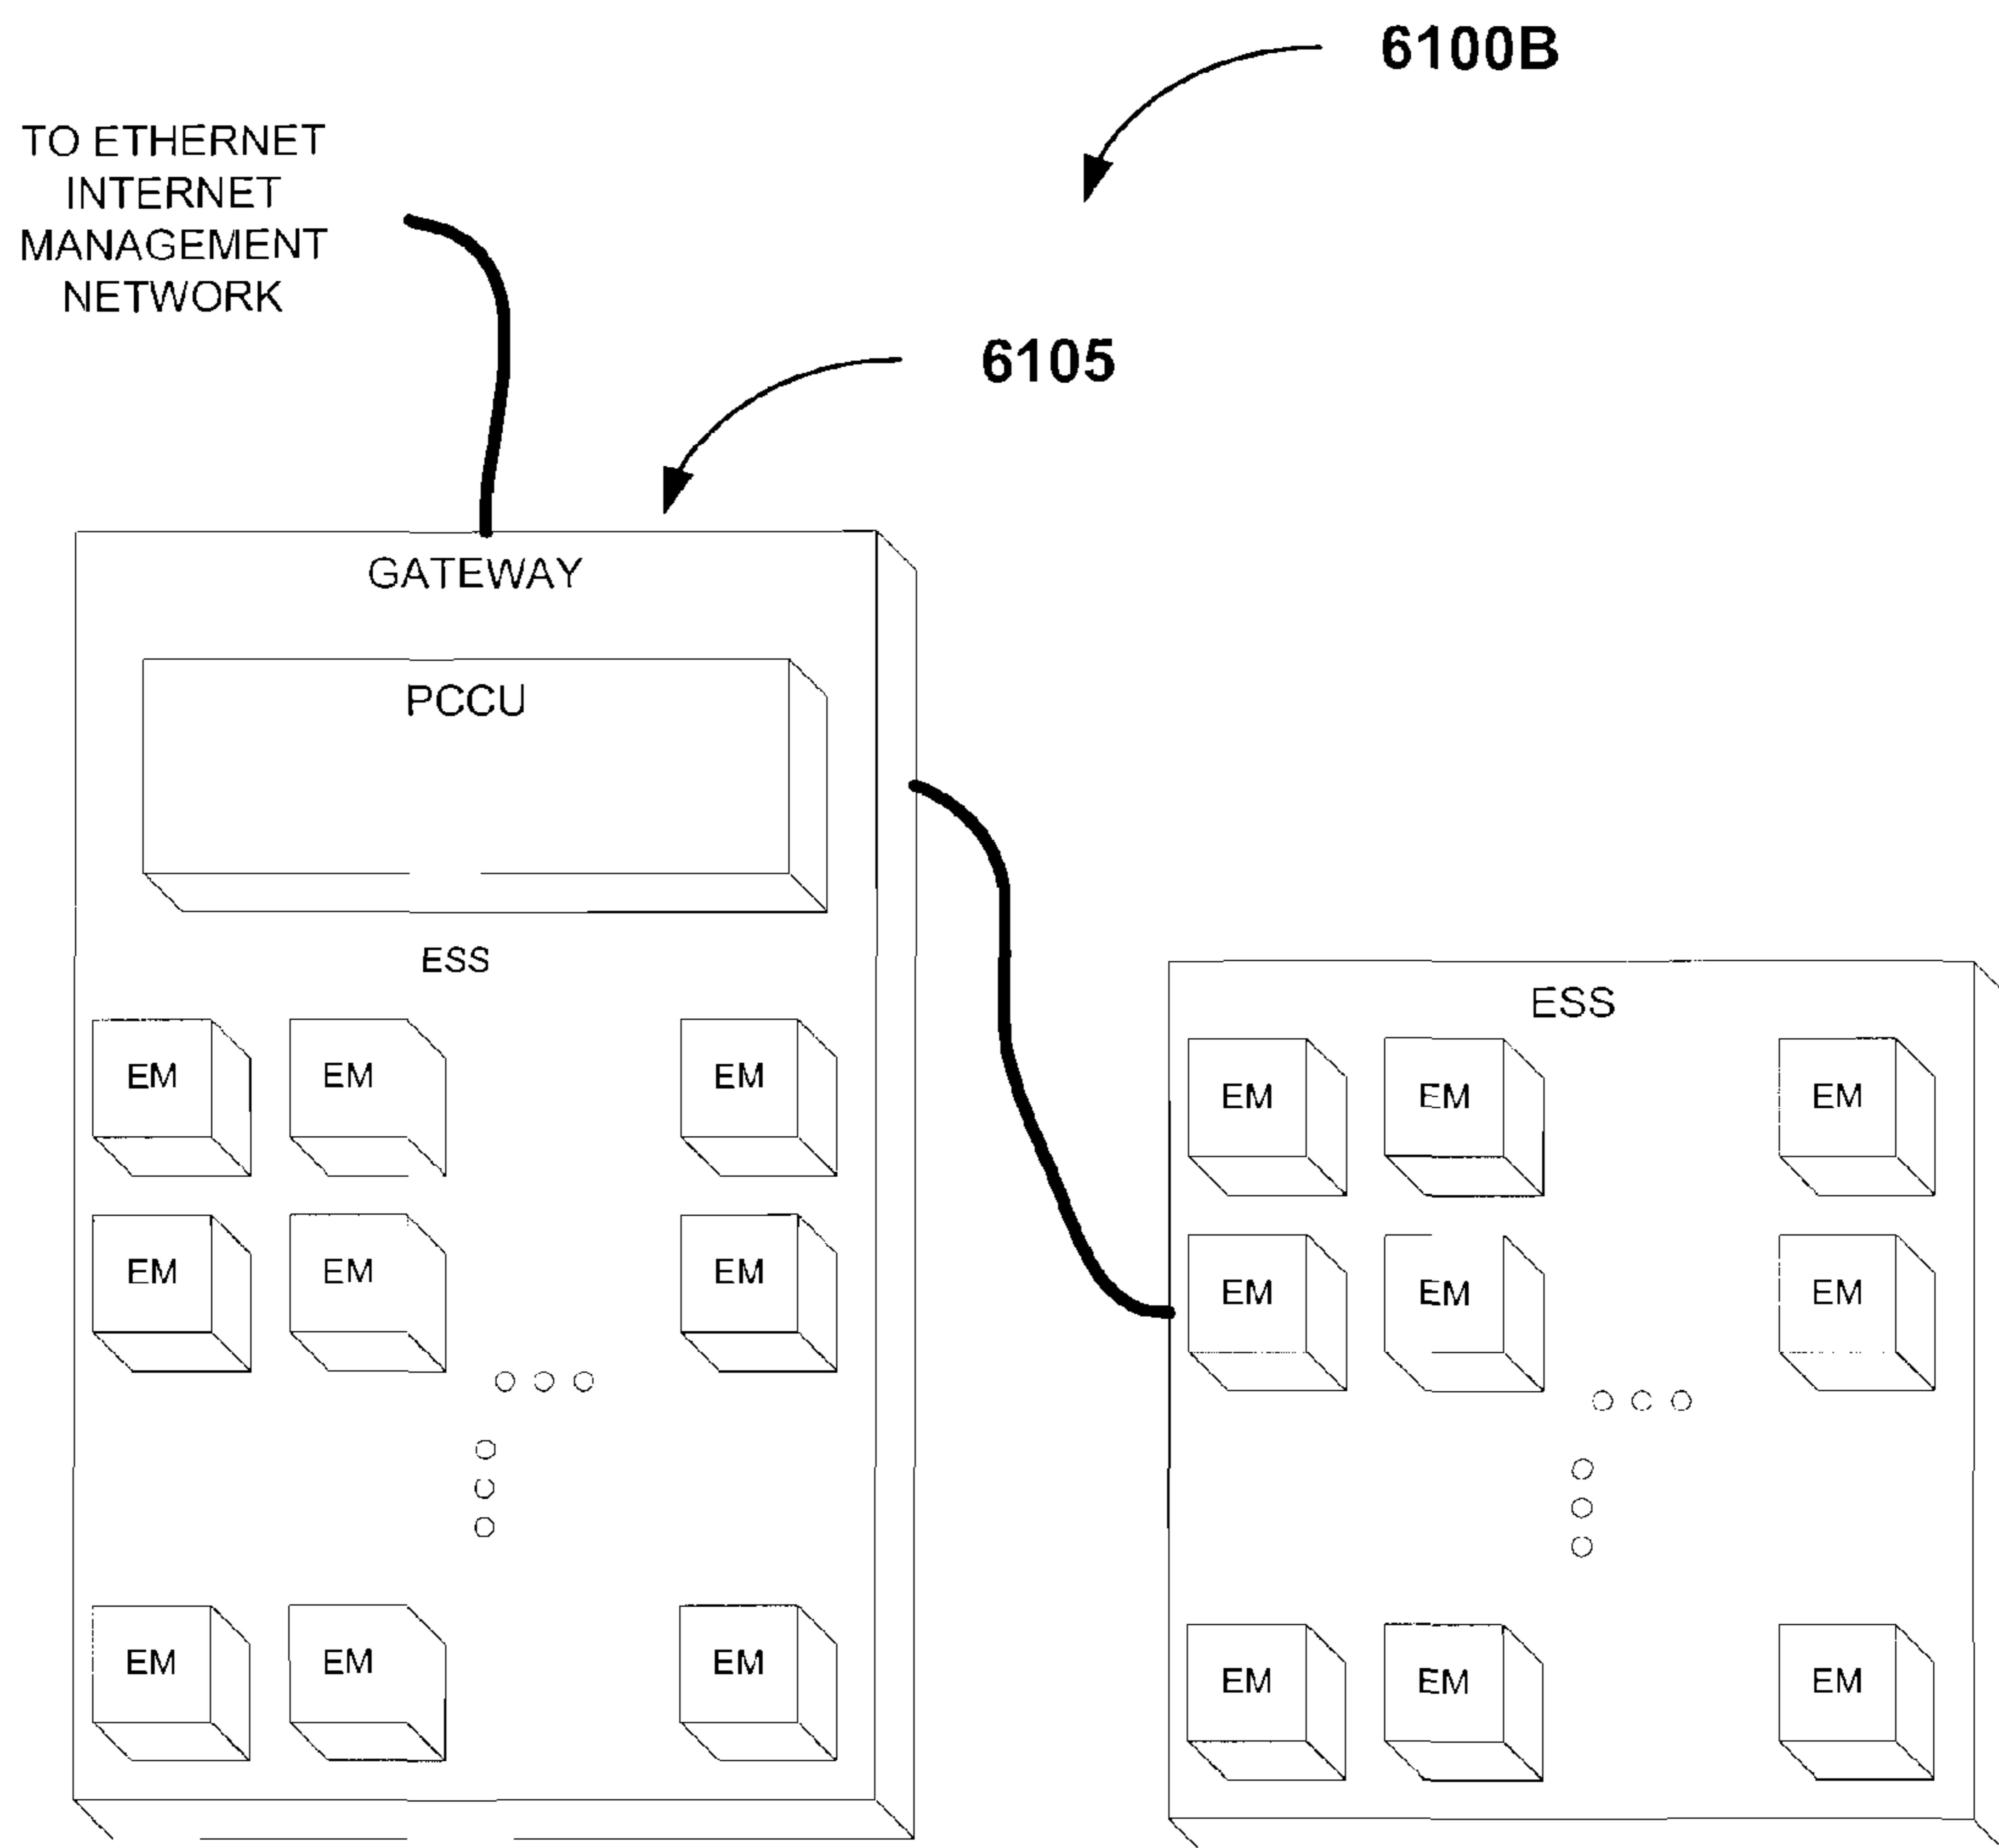 6100B
TO ETHERNET
INTERNET
MANAGEMENT
NETWORK
6105
GATEWAY
PCCU
ESS
EM EM EM
EM EM EM
EM EM EM
ESS
EM EM EM
EM EM EM
EM EM EM